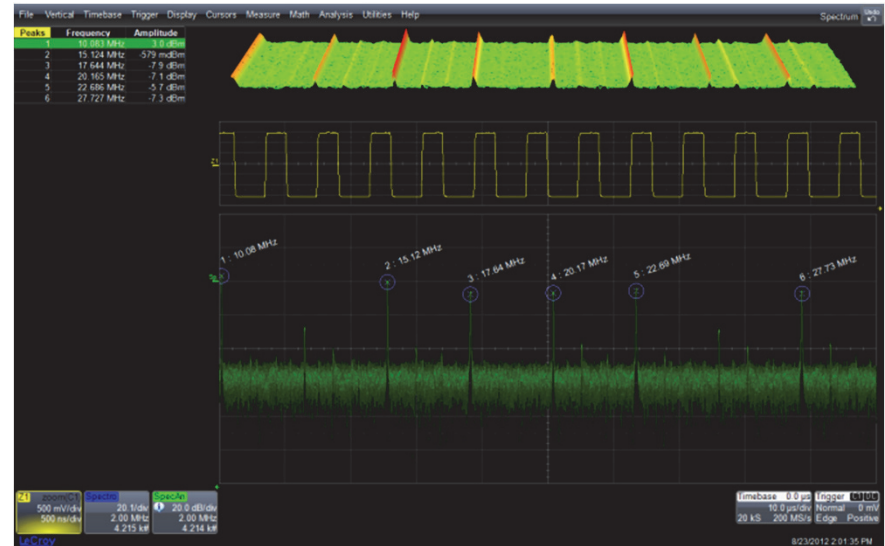 File Vertical Timebase Trigger Display Cursors Measure Math Analysis Utilities Help
Spectrum Undo
Peaks Frequency Amplitude
1 10.083 MHz 3.0 dBm
2 15.124 MHz -579 mdBm
3 17.644 MHz -7.9 dBm
4 20.165 MHz -7.1 dBm
5 22.686 MHz -5.7 dBm
6 27.727 MHz -7.3 dBm
Z1
1 : 10.08 MHz
2 : 15.12 MHz
3 : 17.64 MHz
4 : 20.17 MHz
5 : 22.69 MHz
6 : 27.73 MHz
Z1 zoom(C1)
500 mV/div
500 ns/div
Spectro
20.1/div
2.00 MHz
4.215 k#
SpecAn
20.0 dB/div
2.00 MHz
4.214 k#
Timebase 0.0 µs
10.0 µs/div
20 kS 200 MS/s
Trigger C1 DC
Normal 0 mV
Edge Positive
LeCroy
8/23/2012 2:01:35 PM